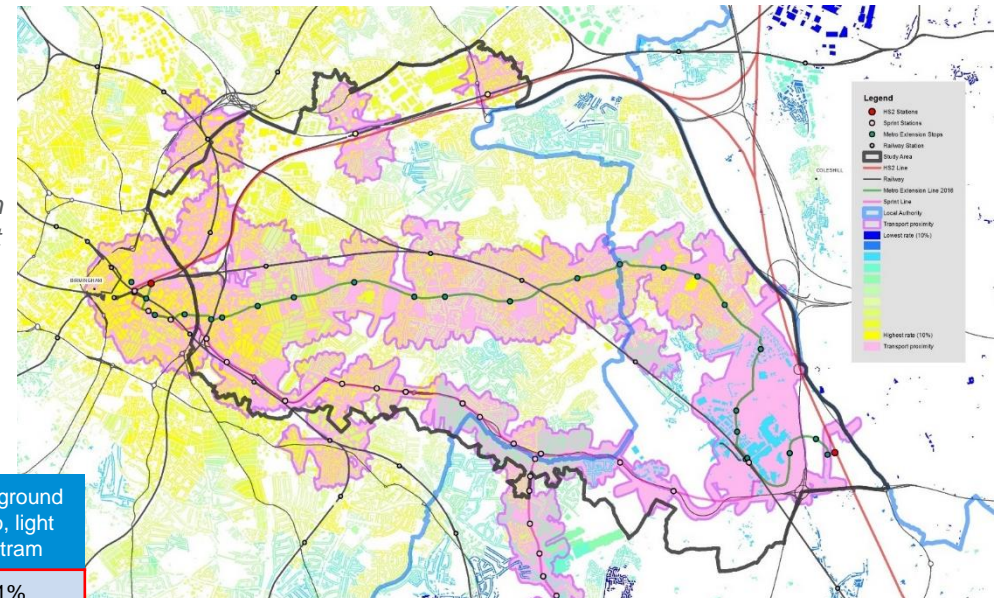 BIRMINGHAM
COLESHILL
Legend
HS2 Stations
Sprint Stations
Metro Extension Stops
Railway Station
Study Area
HS2 Line
Railway
Metro Extension Line 2016
Sprint Line
Local Authority
Transport proximity
Lowest rate (10%)
Highest rate (10%)
Transport proximity
ground
light
tram
1%